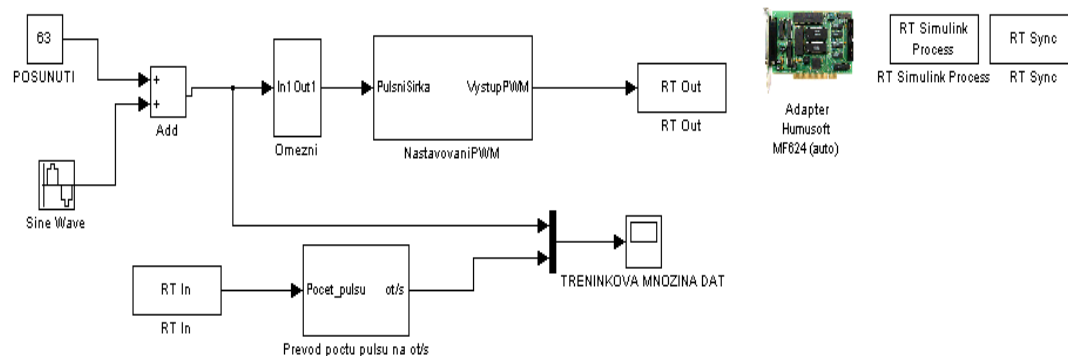 63
POSUNUTI
+
+
Add
Sine Wave
In1 Out1
Omezni
PulsniSirka VystupPWM
NastavovaniPWM
RT Out
RT Out
Adapter
Humusoft
MF624 (auto)
RT Simulink
Process
RT Simulink Process
RT Sync
RT Sync
TRENINKOVA MNOZINA DAT
RT In
RT In
Pocet_pulsu ot/s
Prevod poctu pulsu na ot/s